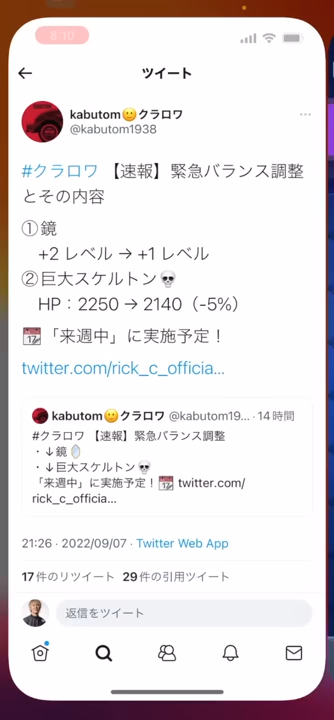 8:10
ツイート
kabutom🙂クラロワ
@kabutom1938
#クラロワ 【速報】緊急バランス調整
とその内容
①鏡
+2 レベル → +1 レベル
②巨大スケルトン💀
HP：2250 → 2140（-5%）
📅「来週中」に実施予定！
twitter.com/rick_c_officia...
kabutom🙂クラロワ @kabutom19... · 14 時間
#クラロワ 【速報】緊急バランス調整
・↓鏡🪞
・↓巨大スケルトン💀
「来週中」に実施予定！📅 twitter.com/
rick_c_officia...
21:26 · 2022/09/07 · Twitter Web App
17 件のリツイート 29 件の引用ツイート
返信をツイート